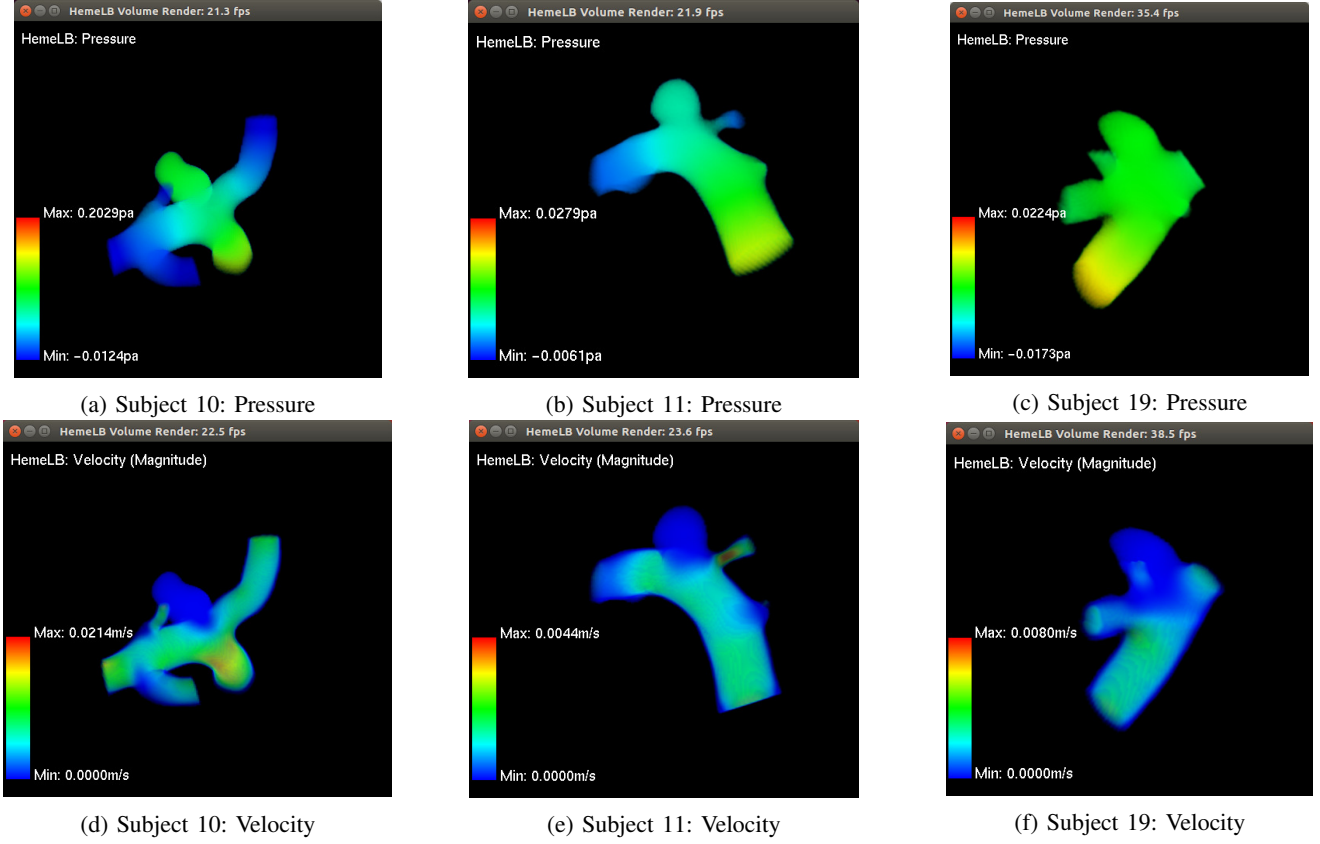 HemeLB Volume Render: 21.3 fps
HemeLB: Pressure
Max: 0.2029pa
Min: −0.0124pa
(a) Subject 10: Pressure
HemeLB Volume Render: 21.9 fps
HemeLB: Pressure
Max: 0.0279pa
Min: −0.0061pa
(b) Subject 11: Pressure
HemeLB Volume Render: 35.4 fps
HemeLB: Pressure
Max: 0.0224pa
Min: −0.0173pa
(c) Subject 19: Pressure
HemeLB Volume Render: 22.5 fps
HemeLB: Velocity (Magnitude)
Max: 0.0214m/s
Min: 0.0000m/s
(d) Subject 10: Velocity
HemeLB Volume Render: 23.6 fps
HemeLB: Velocity (Magnitude)
Max: 0.0044m/s
Min: 0.0000m/s
(e) Subject 11: Velocity
HemeLB Volume Render: 38.5 fps
HemeLB: Velocity (Magnitude)
Max: 0.0080m/s
Min: 0.0000m/s
(f) Subject 19: Velocity